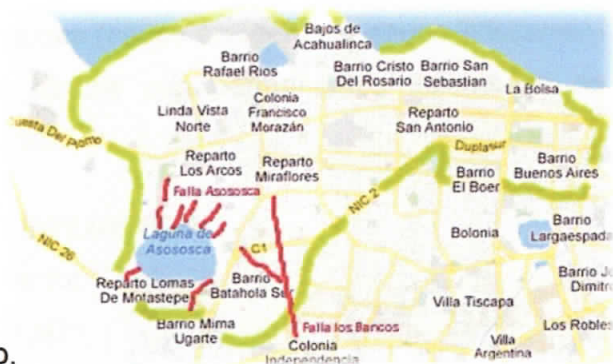 Bajos de
Acahualinca
Barrio
Rafael Rios
Barrio Cristo
Del Rosario
Barrio San
Sebastian
La Bolsa
Linda Vista
Norte
Colonia
Francisco
Morazán
Reparto
San Antonio
Cuesta Del Plomo
Duplasur
Reparto
Los Arcos
Reparto
Miraflores
Barrio
El Boer
Barrio
Buenos Aires
Falla Asososca
NIC 2
Laguna de
Asososca
C1
Bolonia
Barrio
Largaespada
NIC 26
Reparto Lomas
De Motastepe
Barrio
Batahola Sur
Barrio J
Dimitr
Villa Tiscapa
Barrio Mima
Ugarte
Falla los Bancos
Los Robles
Colonia
Independencia
Villa
Argentina
b.